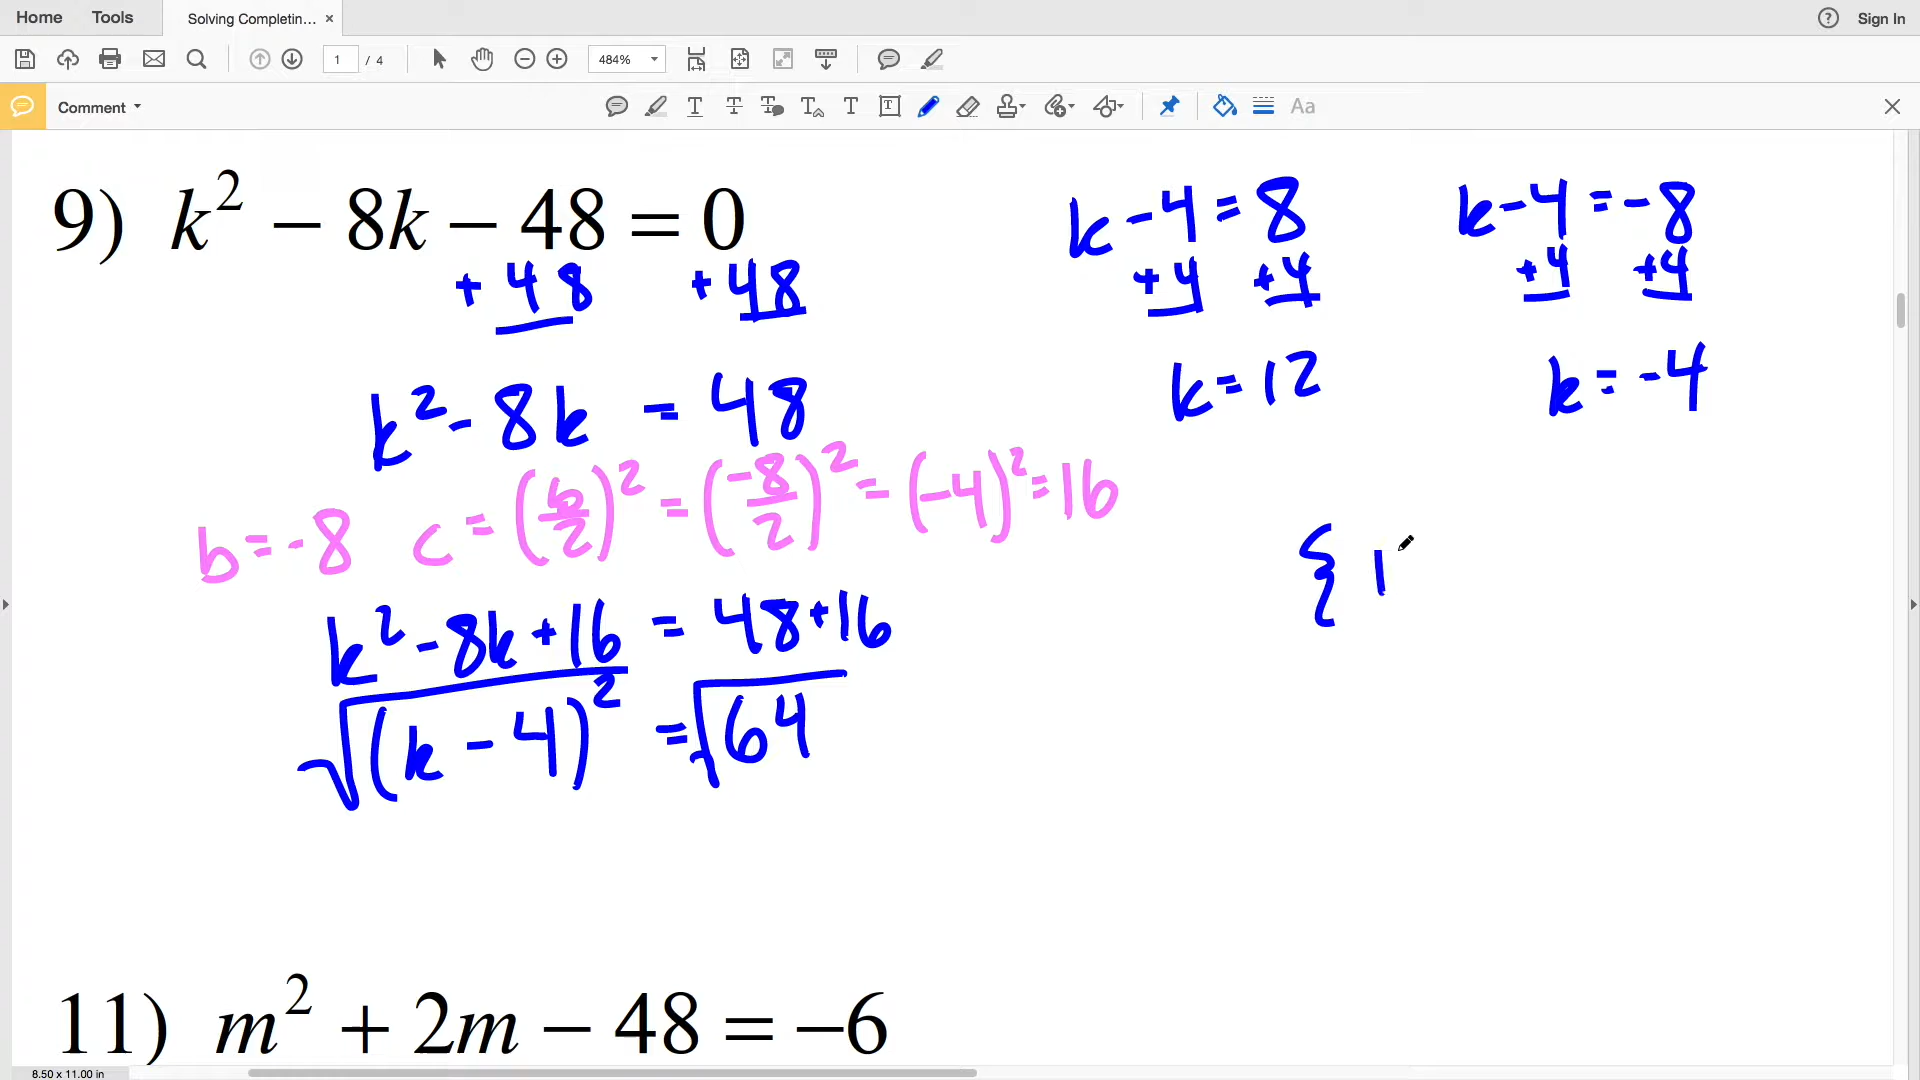 Home Tools Solving Completin... × Sign In
1 / 4 484%
Comment Aa
9) k² − 8k − 48 = 0
+48 +48
k² - 8k = 48
b = -8 c = (b/2)² = (-8/2)² = (-4)² = 16
k² - 8k + 16 = 48 + 16
√(k - 4)² = √64
k - 4 = 8
+4 +4
k = 12
k - 4 = -8
+4 +4
k = -4
{ 1
11) m² + 2m − 48 = −6
8.50 x 11.00 in